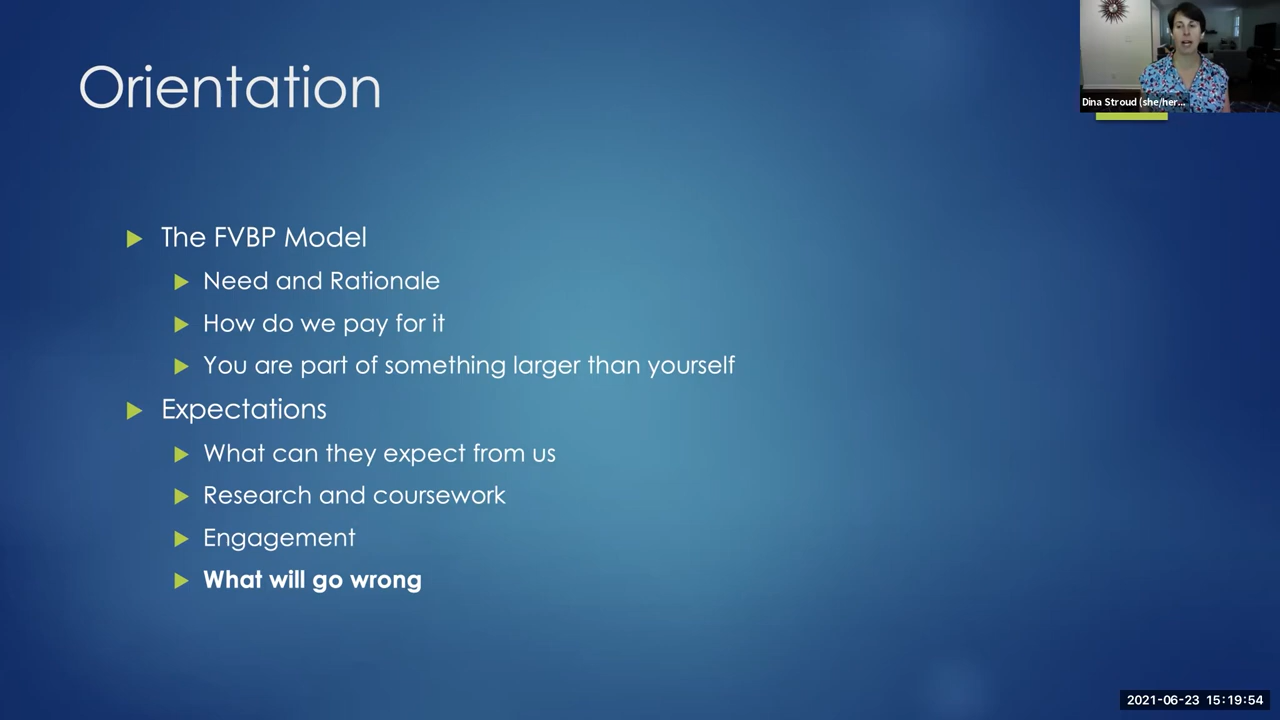 Orientation
Dina Stroud (she/her...
The FVBP Model
Need and Rationale
How do we pay for it
You are part of something larger than yourself
Expectations
What can they expect from us
Research and coursework
Engagement
What will go wrong
2021-06-23 15:19:54